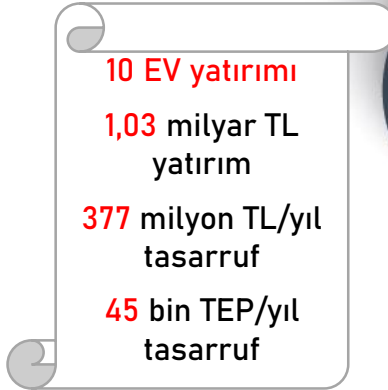 10 EV yatırımı
1,03 milyar TL
yatırım
377 milyon TL/yıl
tasarruf
45 bin TEP/yıl
tasarruf